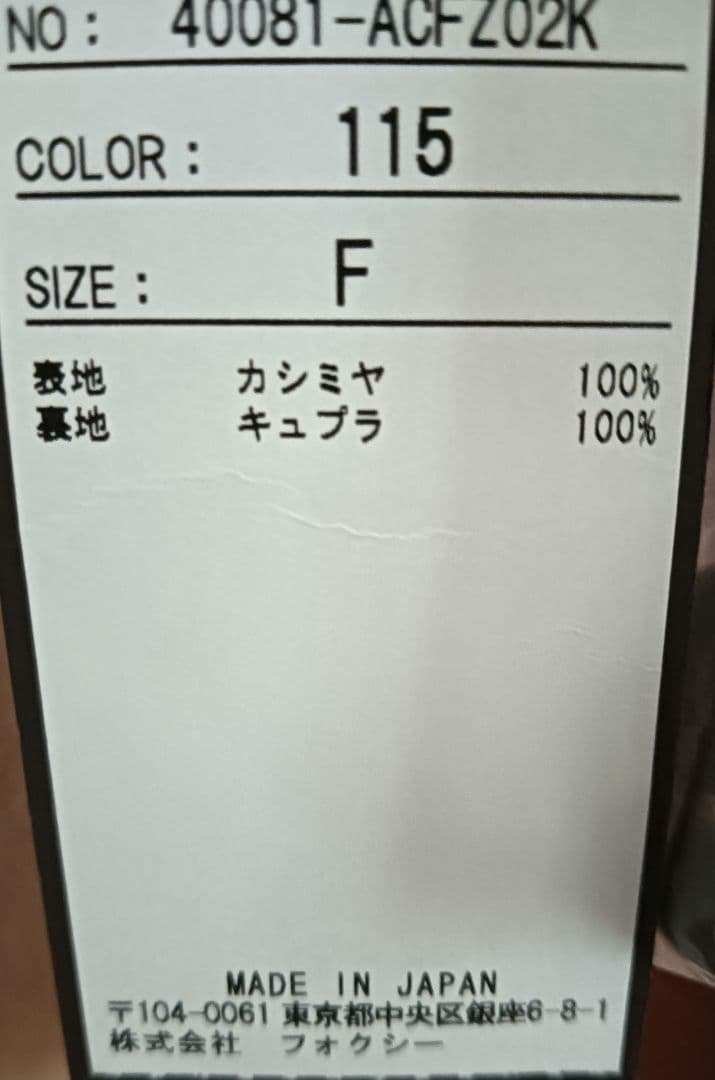 NO： 40081-ACFZ02K
COLOR： 115
SIZE： F
表地 カシミヤ 100%
裏地 キュプラ 100%
MADE IN JAPAN
〒104-0061 東京都中央区銀座6-8-1
株式会社 フォクシー